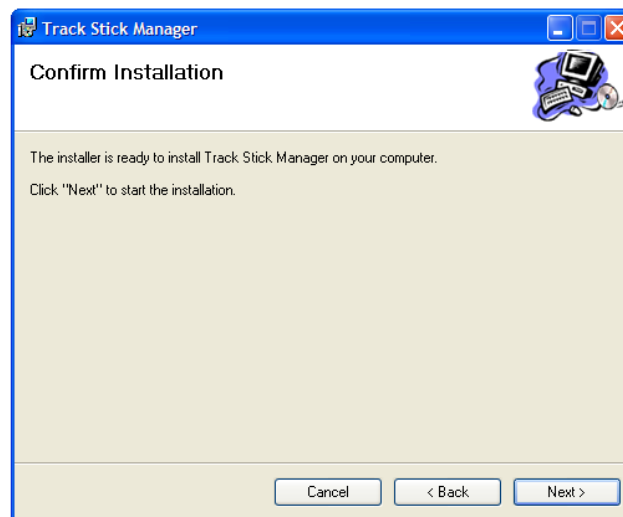 Track Stick Manager
Confirm Installation
The installer is ready to install Track Stick Manager on your computer.
Click "Next" to start the installation.
Cancel
< Back
Next >